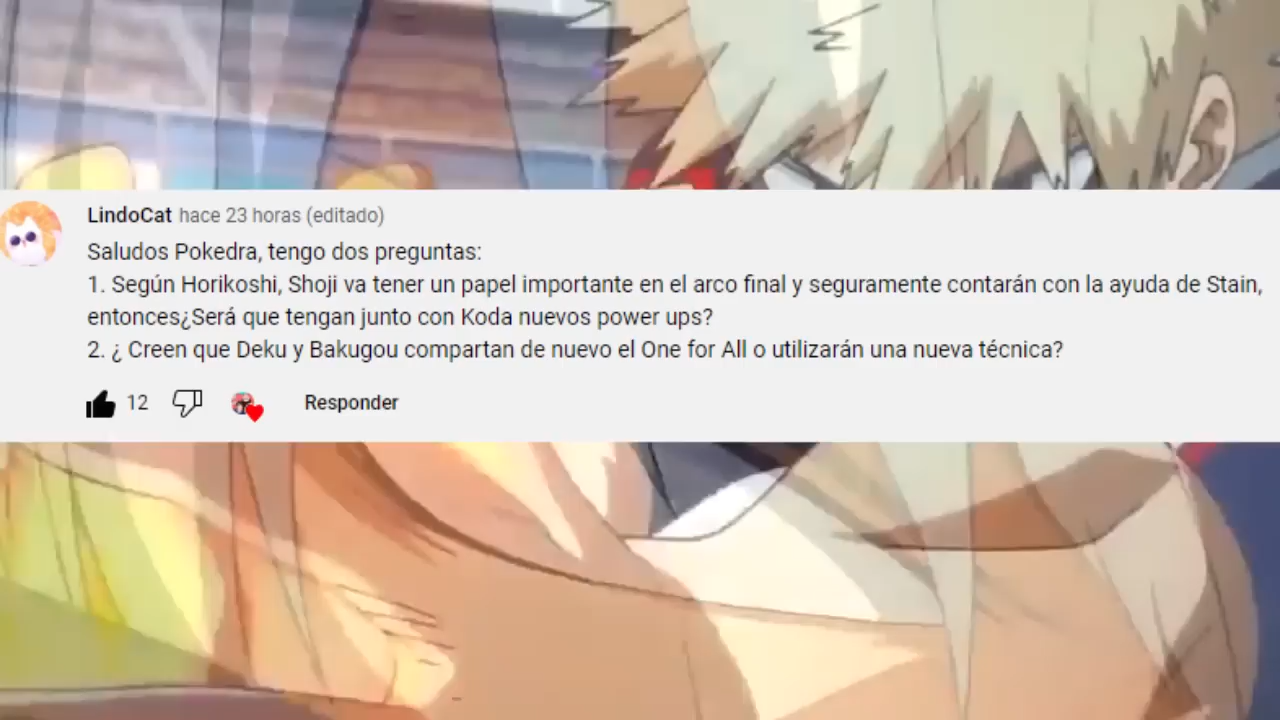 LindoCat hace 23 horas (editado)
Saludos Pokedra, tengo dos preguntas:
1. Según Horikoshi, Shoji va tener un papel importante en el arco final y seguramente contarán con la ayuda de Stain,
entonces¿Será que tengan junto con Koda nuevos power ups?
2. ¿ Creen que Deku y Bakugou compartan de nuevo el One for All o utilizarán una nueva técnica?
12 Responder